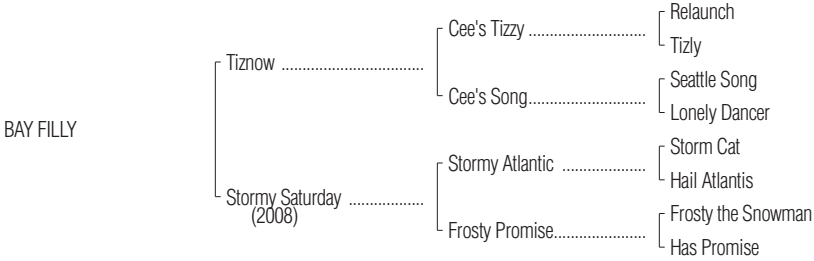 Relaunch
Cee's Tizzy ..............................
Tizly
Tiznow ....................................
Seattle Song
Cee's Song..............................
Lonely Dancer
BAY FILLY
Storm Cat
Stormy Atlantic .....................
Hail Atlantis
Stormy Saturday ...................
(2008)
Frosty the Snowman
Frosty Promise.......................
Has Promise